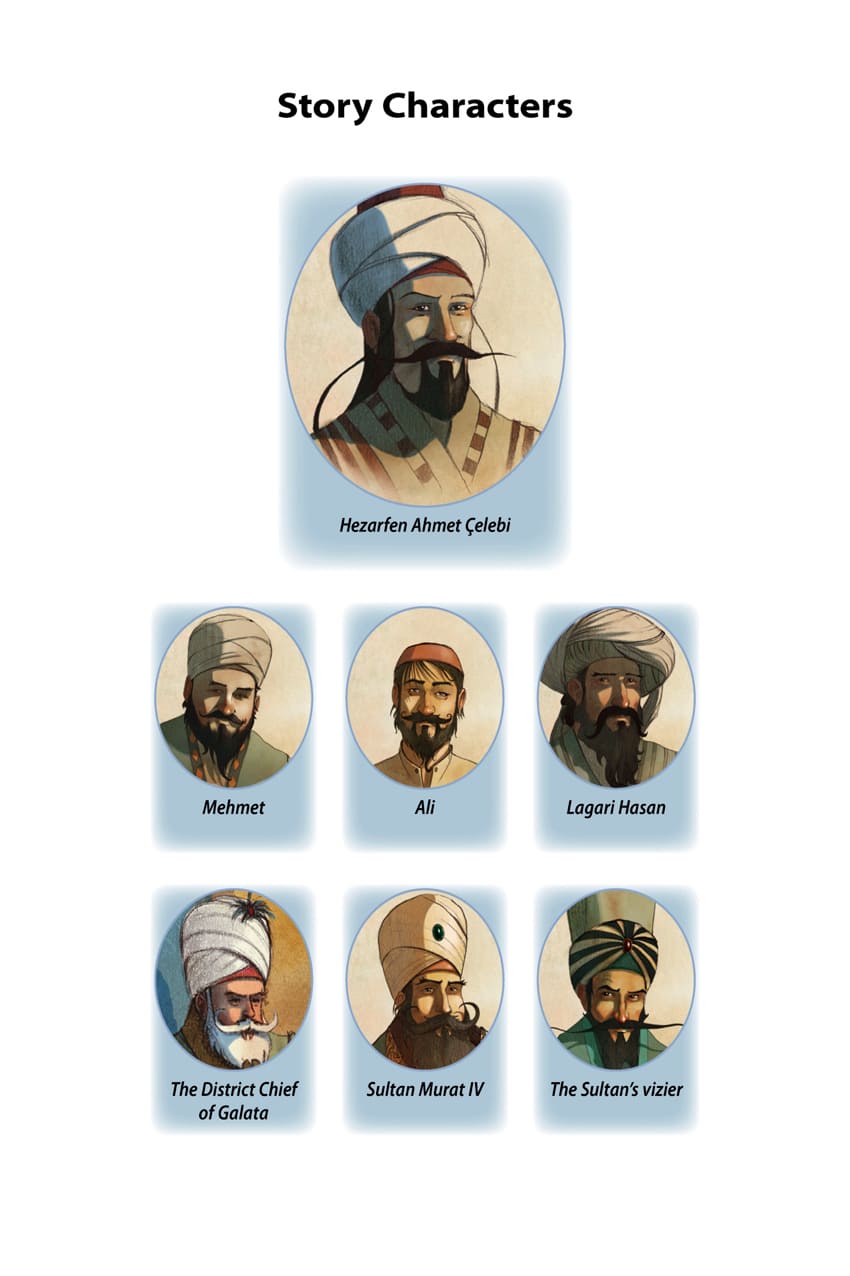 Story Characters
Hezarfen Ahmet Çelebi
Mehmet
Ali
Lagari Hasan
The District Chief
of Galata
Sultan Murat IV
The Sultan’s vizier